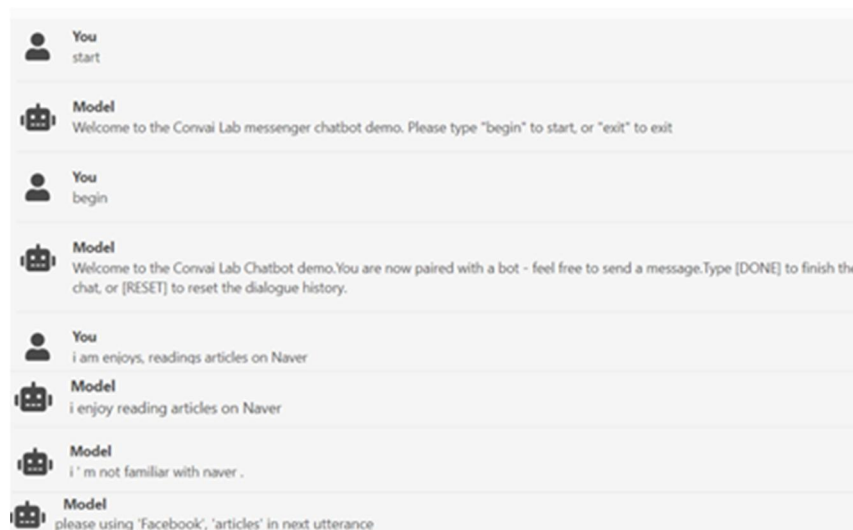 You
start
Model
Welcome to the Convai Lab messenger chatbot demo. Please type "begin" to start, or "exit" to exit
You
begin
Model
Welcome to the Convai Lab Chatbot demo.You are now paired with a bot - feel free to send a message.Type [DONE] to finish the
chat, or [RESET] to reset the dialogue history.
You
i am enjoys, readings articles on Naver
Model
i enjoy reading articles on Naver
Model
i ' m not familiar with naver .
Model
please using 'Facebook', 'articles' in next utterance